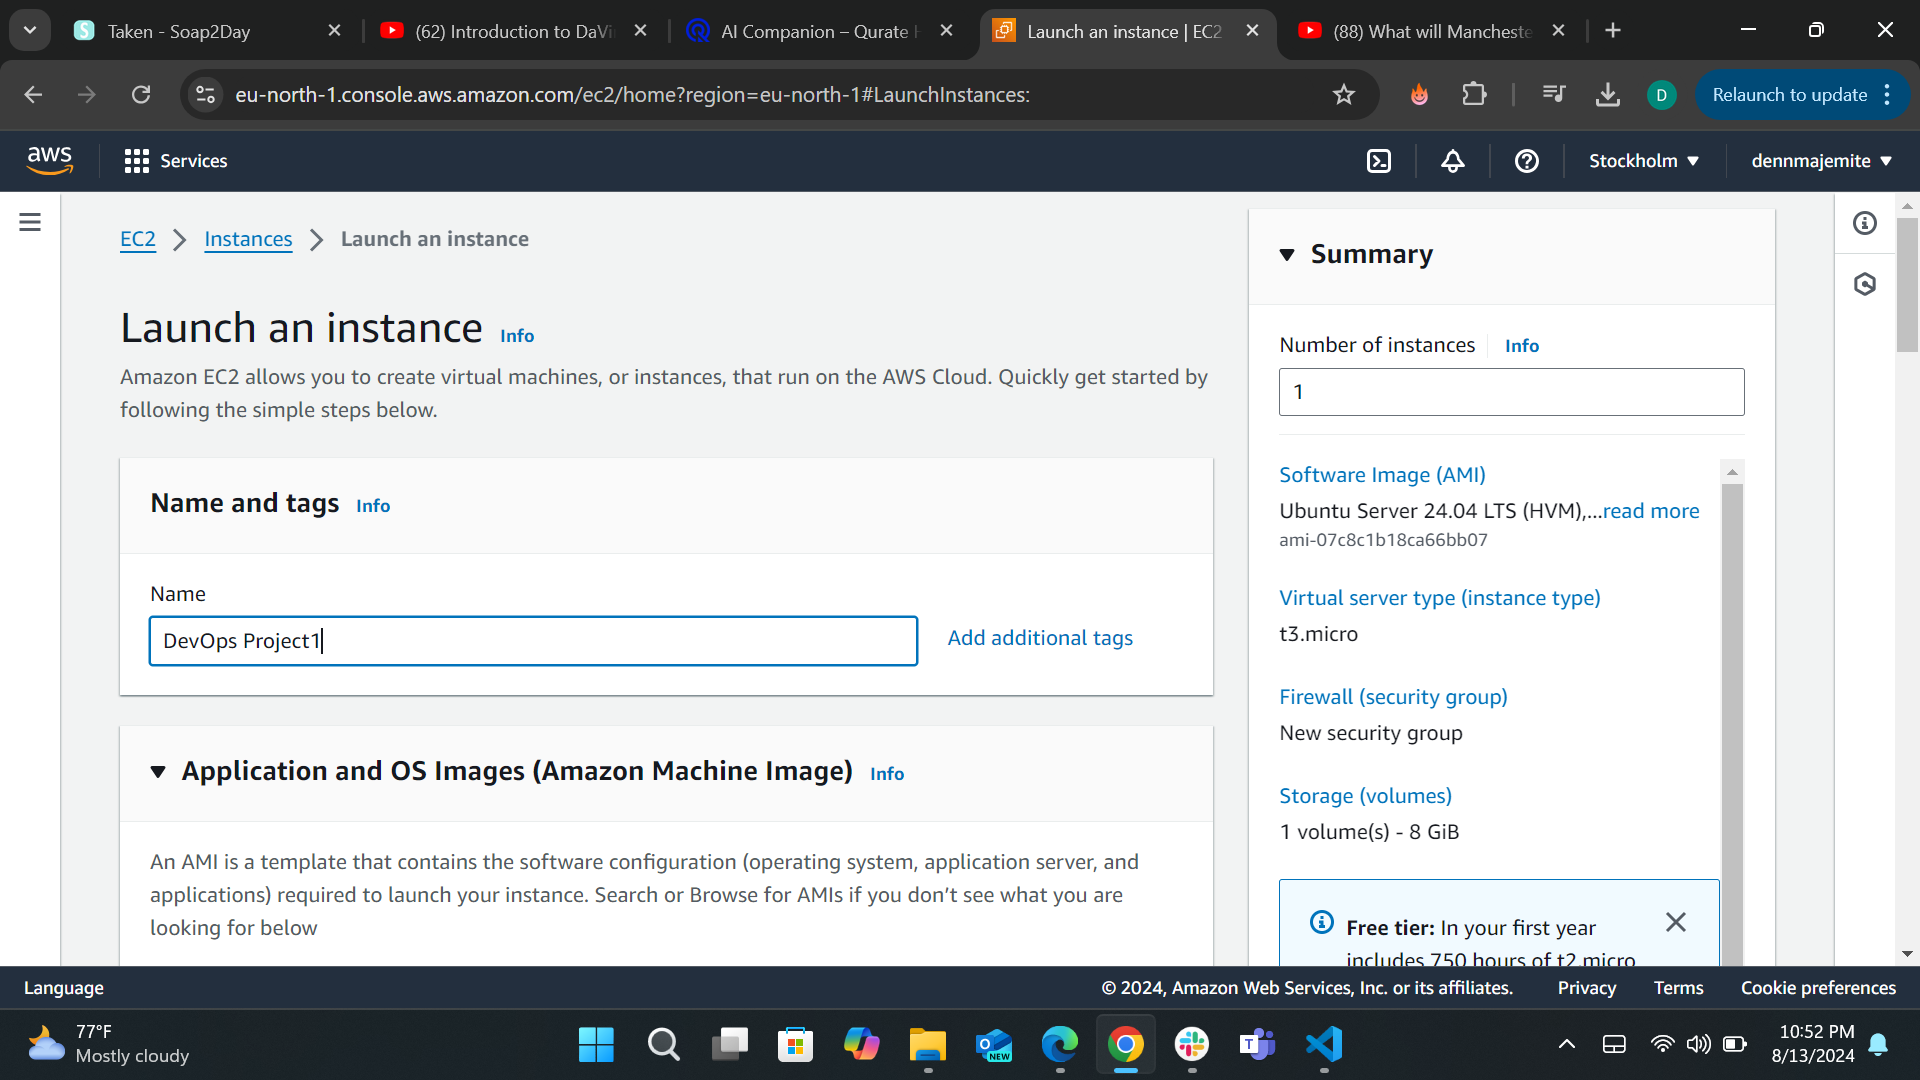 Taken - Soap2Day
(62) Introduction to DaVi
AI Companion – Qurate H
Launch an instance | EC2
(88) What will Manchester
eu-north-1.console.aws.amazon.com/ec2/home?region=eu-north-1#LaunchInstances:
D
Relaunch to update
aws
Services
Stockholm
dennmajemite
EC2
Instances
Launch an instance
Launch an instance Info
Amazon EC2 allows you to create virtual machines, or instances, that run on the AWS Cloud. Quickly get started by
following the simple steps below.
Name and tags Info
Name
DevOps Project1
Add additional tags
Application and OS Images (Amazon Machine Image) Info
An AMI is a template that contains the software configuration (operating system, application server, and
applications) required to launch your instance. Search or Browse for AMIs if you don’t see what you are
looking for below
Summary
Number of instances Info
1
Software Image (AMI)
Ubuntu Server 24.04 LTS (HVM),...read more
ami-07c8c1b18ca66bb07
Virtual server type (instance type)
t3.micro
Firewall (security group)
New security group
Storage (volumes)
1 volume(s) - 8 GiB
Free tier: In your first year
includes 750 hours of t2.micro
Language
© 2024, Amazon Web Services, Inc. or its affiliates.
Privacy
Terms
Cookie preferences
77°F
Mostly cloudy
NEW
10:52 PM
8/13/2024